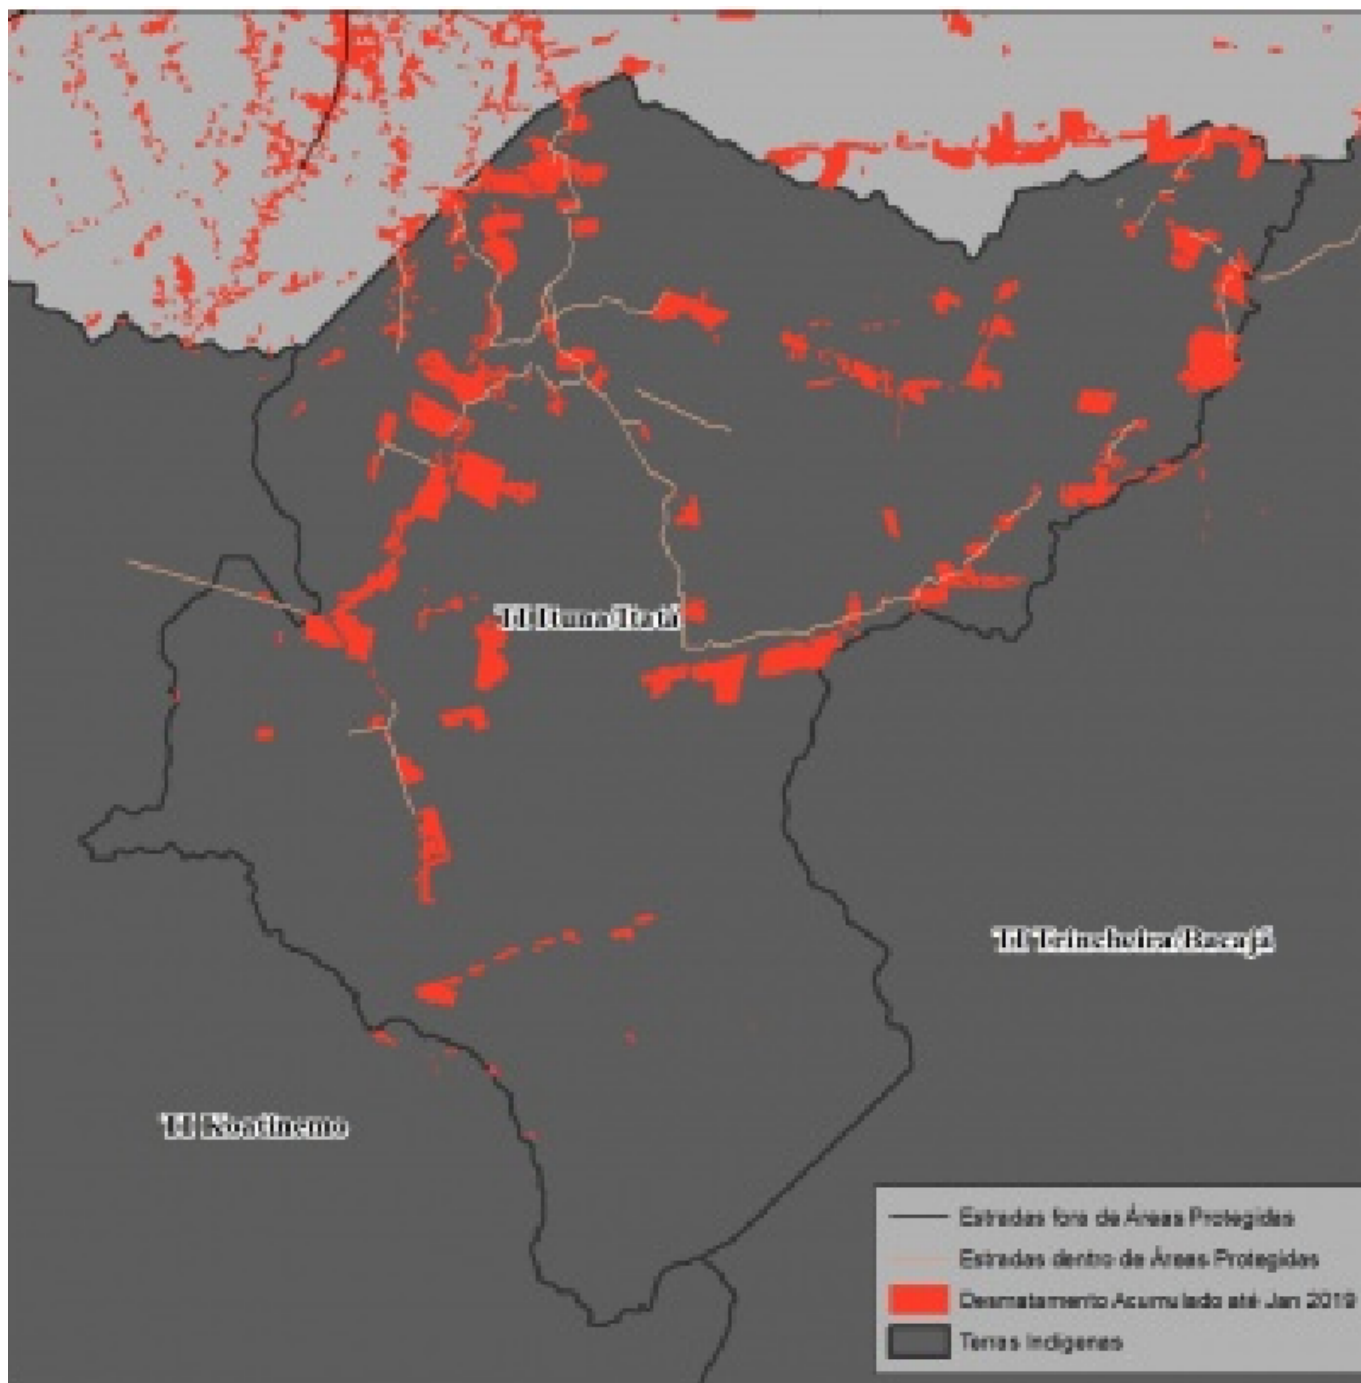 TI Ituna/Itatá
TI Trincheira/Bacajá
TI Koatinemo
Estradas fora de Áreas Protegidas
Estradas dentro de Áreas Protegidas
Desmatamento Acumulado até Jan 2019
Terras Indígenas